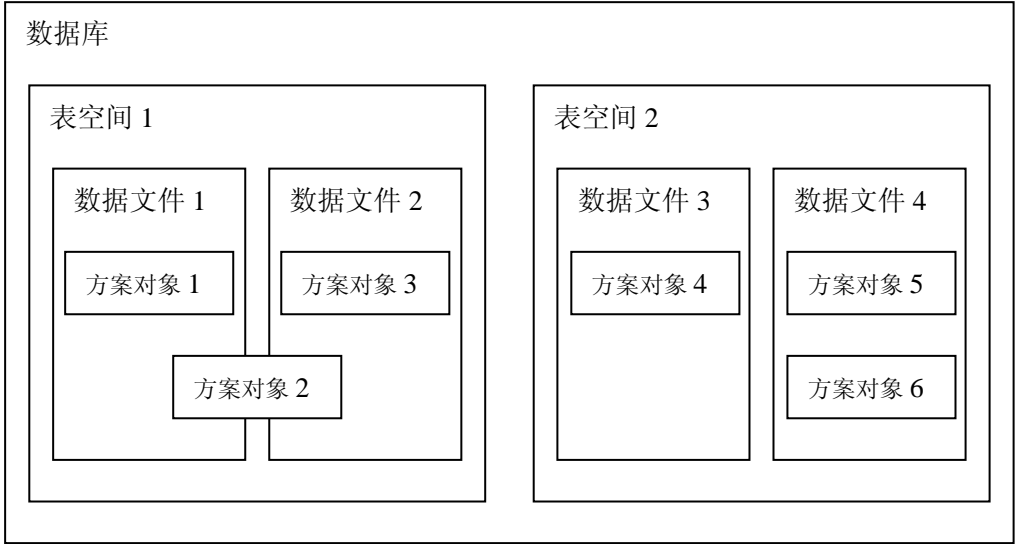 数据库
表空间 1
表空间 2
数据文件 1
数据文件 2
数据文件 3
数据文件 4
方案对象 1
方案对象 3
方案对象 4
方案对象 5
方案对象 2
方案对象 6